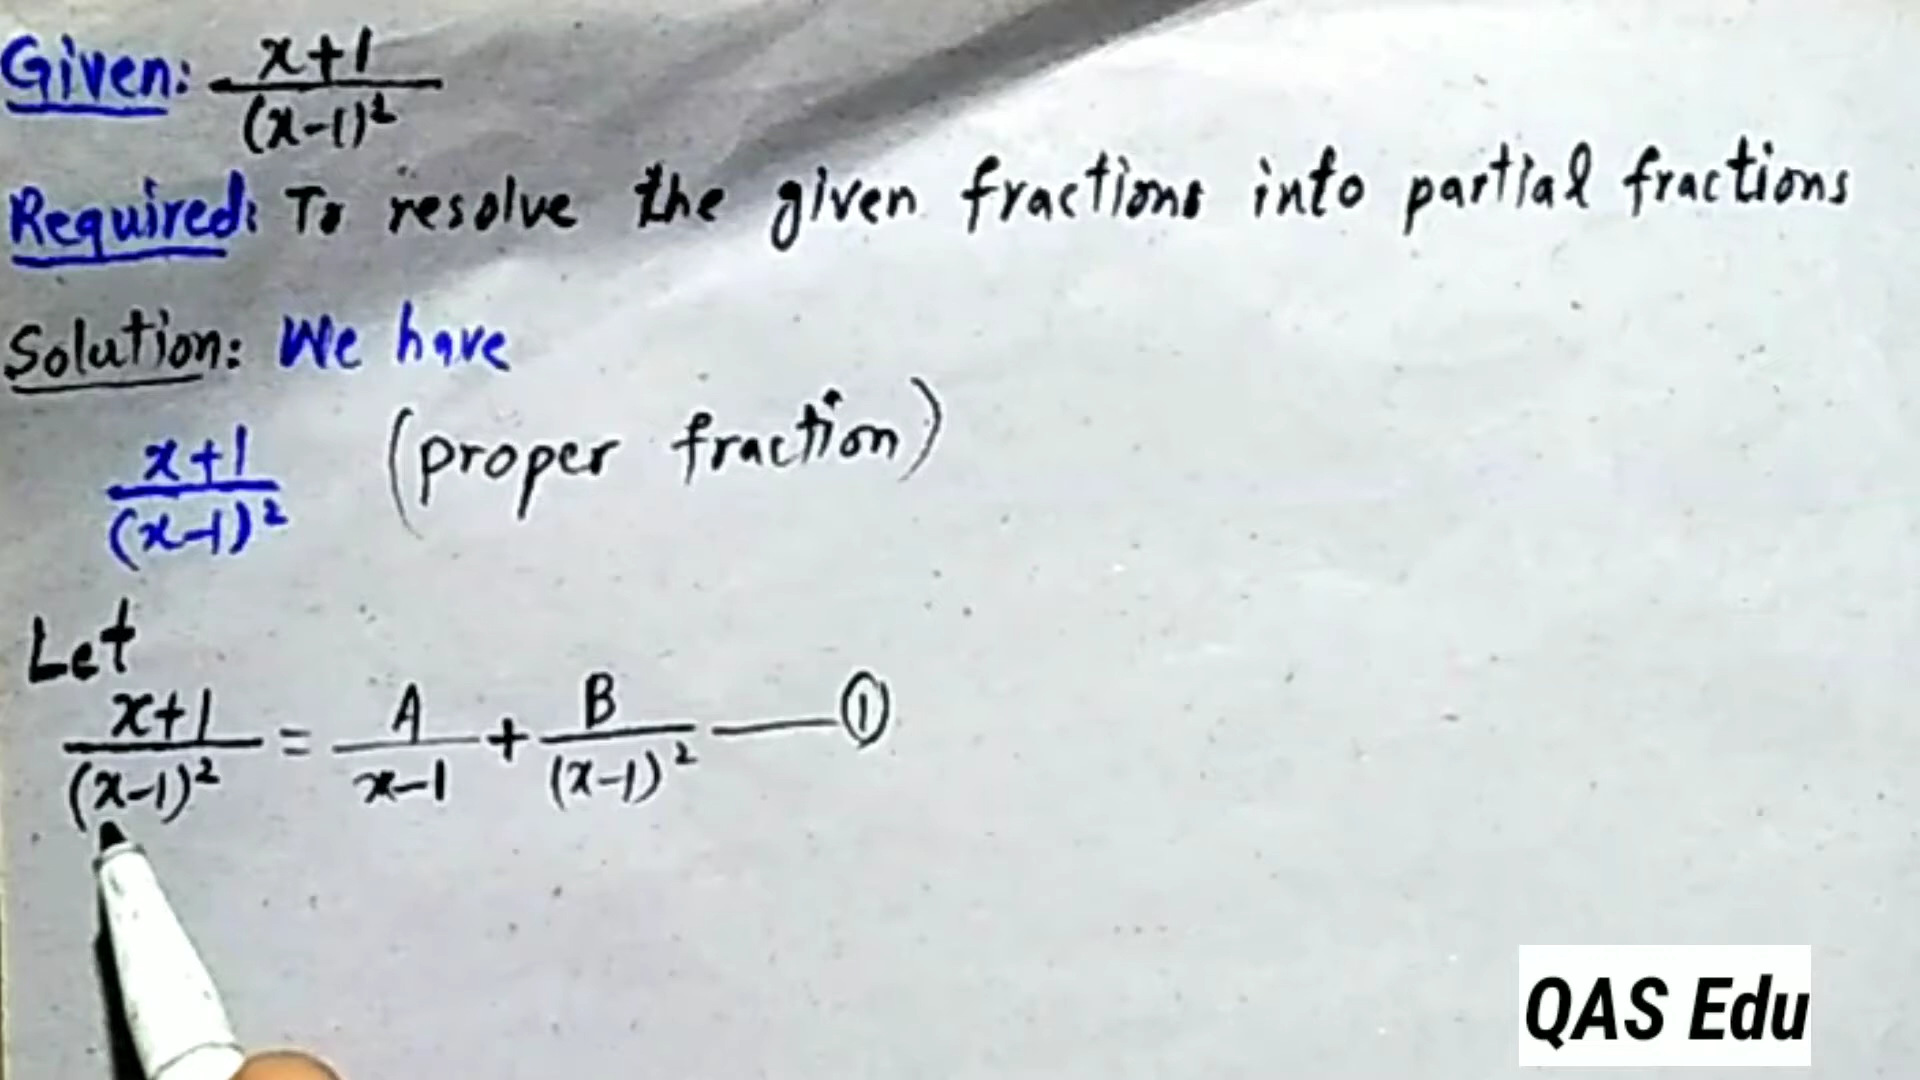 Given: x+1/(x-1)²
Required: To resolve the given fractions into partial fractions
Solution: We have
x+1/(x-1)² (proper fraction)
Let
x+1/(x-1)² = A/x-1 + B/(x-1)² —— ①
QAS Edu